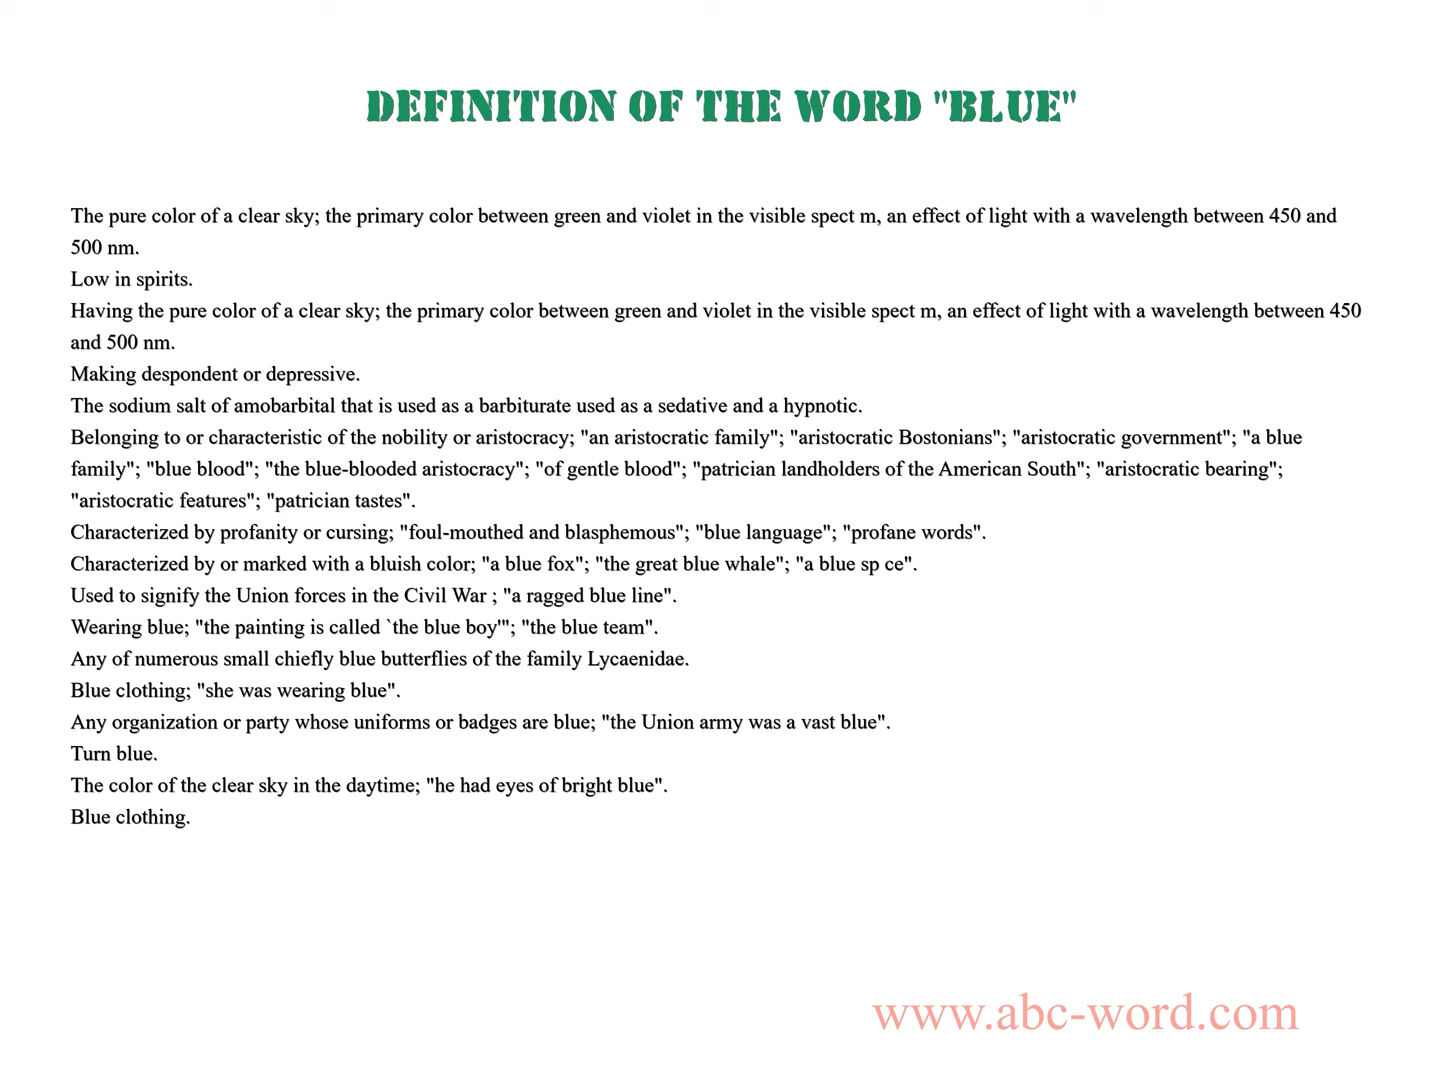 DEFINITION OF THE WORD "BLUE"
The pure color of a clear sky; the primary color between green and violet in the visible spect m, an effect of light with a wavelength between 450 and
500 nm.
Low in spirits.
Having the pure color of a clear sky; the primary color between green and violet in the visible spect m, an effect of light with a wavelength between 450
and 500 nm.
Making despondent or depressive.
The sodium salt of amobarbital that is used as a barbiturate used as a sedative and a hypnotic.
Belonging to or characteristic of the nobility or aristocracy; "an aristocratic family"; "aristocratic Bostonians"; "aristocratic government"; "a blue
family"; "blue blood"; "the blue-blooded aristocracy"; "of gentle blood"; "patrician landholders of the American South"; "aristocratic bearing";
"aristocratic features"; "patrician tastes".
Characterized by profanity or cursing; "foul-mouthed and blasphemous"; "blue language"; "profane words".
Characterized by or marked with a bluish color; "a blue fox"; "the great blue whale"; "a blue sp ce".
Used to signify the Union forces in the Civil War ; "a ragged blue line".
Wearing blue; "the painting is called `the blue boy'"; "the blue team".
Any of numerous small chiefly blue butterflies of the family Lycaenidae.
Blue clothing; "she was wearing blue".
Any organization or party whose uniforms or badges are blue; "the Union army was a vast blue".
Turn blue.
The color of the clear sky in the daytime; "he had eyes of bright blue".
Blue clothing.
www.abc-word.com